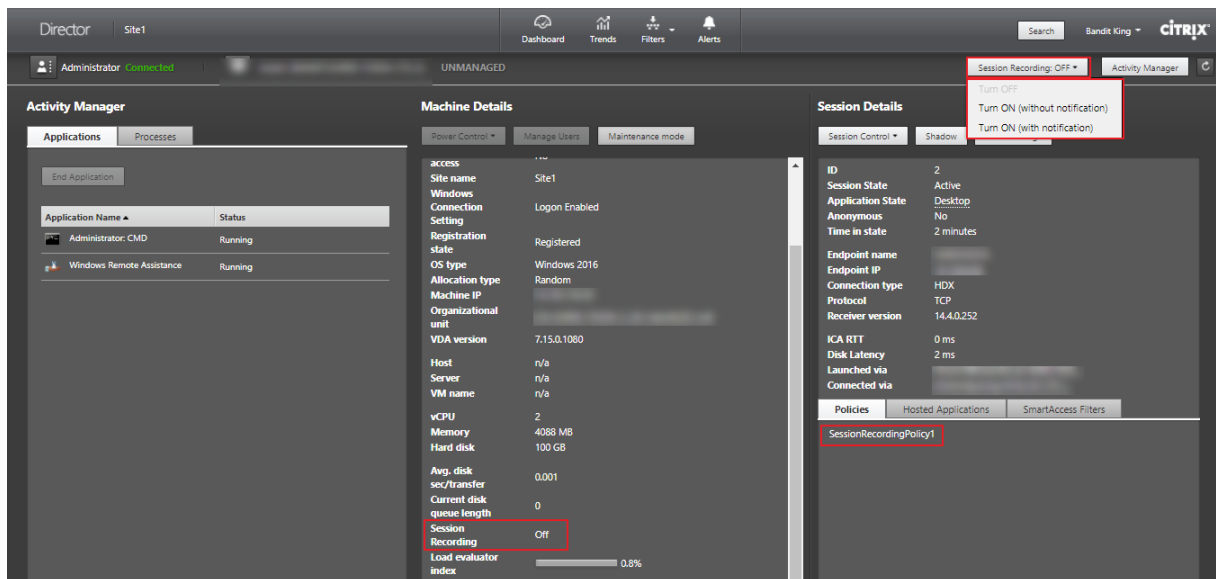 Director Site1 Dashboard Trends Filters Alerts Search Bandit King CITRIX
Administrator Connected UNMANAGED Session Recording: OFF Activity Manager
Turn OFF
Turn ON (without notification)
Turn ON (with notification)
Activity Manager
Applications Processes
End Application
Application Name Status
Administrator: CMD Running
Windows Remote Assistance Running
Machine Details
Power Control Manage Users Maintenance mode
access No
Site name Site1
Windows
Connection Logon Enabled
Setting
Registration
state Registered
OS type Windows 2016
Allocation type Random
Machine IP
Organizational
unit
VDA version 7.15.0.1080
Host n/a
Server n/a
VM name n/a
vCPU 2
Memory 4088 MB
Hard disk 100 GB
Avg. disk
sec/transfer 0.001
Current disk
queue length 0
Session
Recording Off
Load evaluator
index 0.8%
Session Details
Session Control Shadow
ID 2
Session State Active
Application State Desktop
Anonymous No
Time in state 2 minutes
Endpoint name
Endpoint IP
Connection type HDX
Protocol TCP
Receiver version 14.4.0.252
ICA RTT 0 ms
Disk Latency 2 ms
Launched via
Connected via
Policies Hosted Applications SmartAccess Filters
SessionRecordingPolicy1